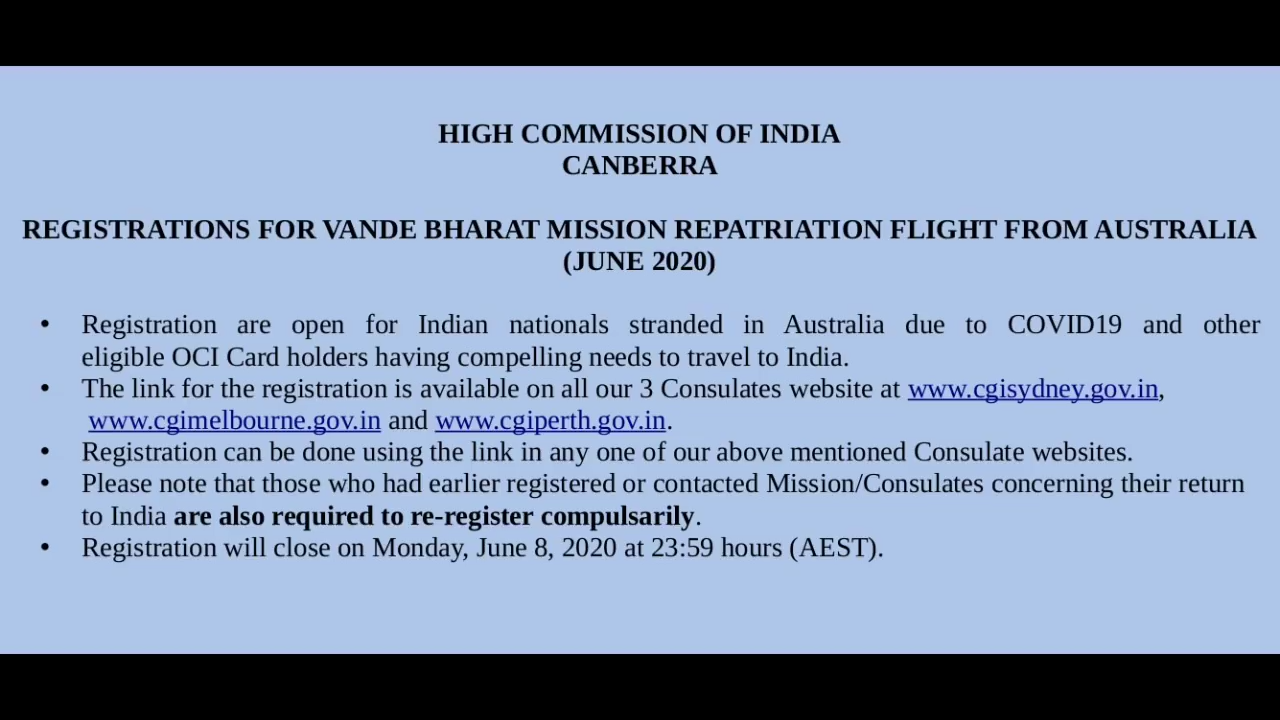 HIGH COMMISSION OF INDIA
CANBERRA
REGISTRATIONS FOR VANDE BHARAT MISSION REPATRIATION FLIGHT FROM AUSTRALIA
(JUNE 2020)
• Registration are open for Indian nationals stranded in Australia due to COVID19 and other
eligible OCI Card holders having compelling needs to travel to India.
• The link for the registration is available on all our 3 Consulates website at www.cgisydney.gov.in,
www.cgimelbourne.gov.in and www.cgiperth.gov.in.
• Registration can be done using the link in any one of our above mentioned Consulate websites.
• Please note that those who had earlier registered or contacted Mission/Consulates concerning their return
to India are also required to re-register compulsarily.
• Registration will close on Monday, June 8, 2020 at 23:59 hours (AEST).